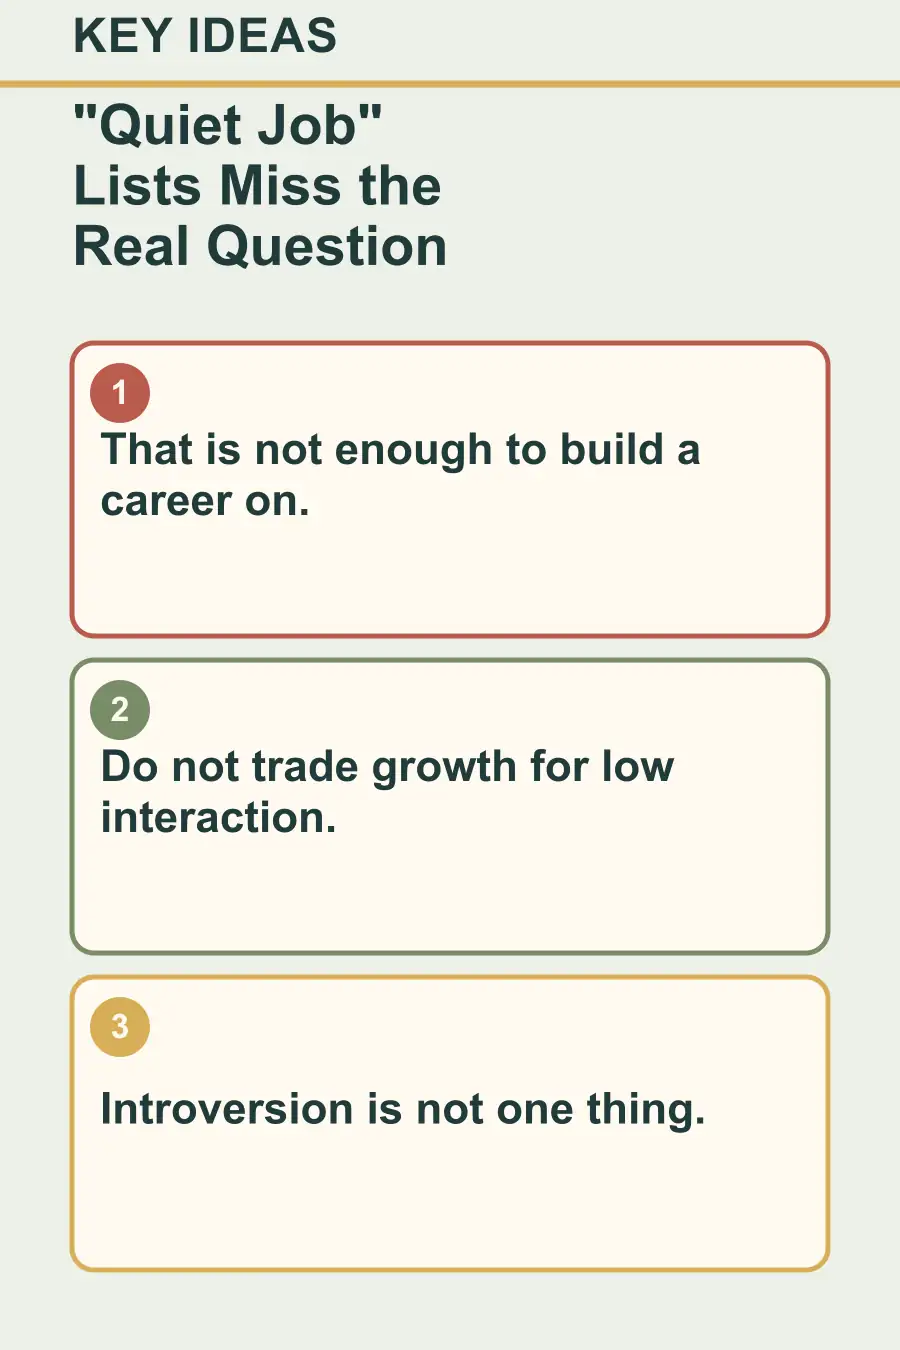 KEY IDEAS
"Quiet Job"
Lists Miss the
Real Question
1
That is not enough to build a
career on.
2
Do not trade growth for low
interaction.
3
Introversion is not one thing.